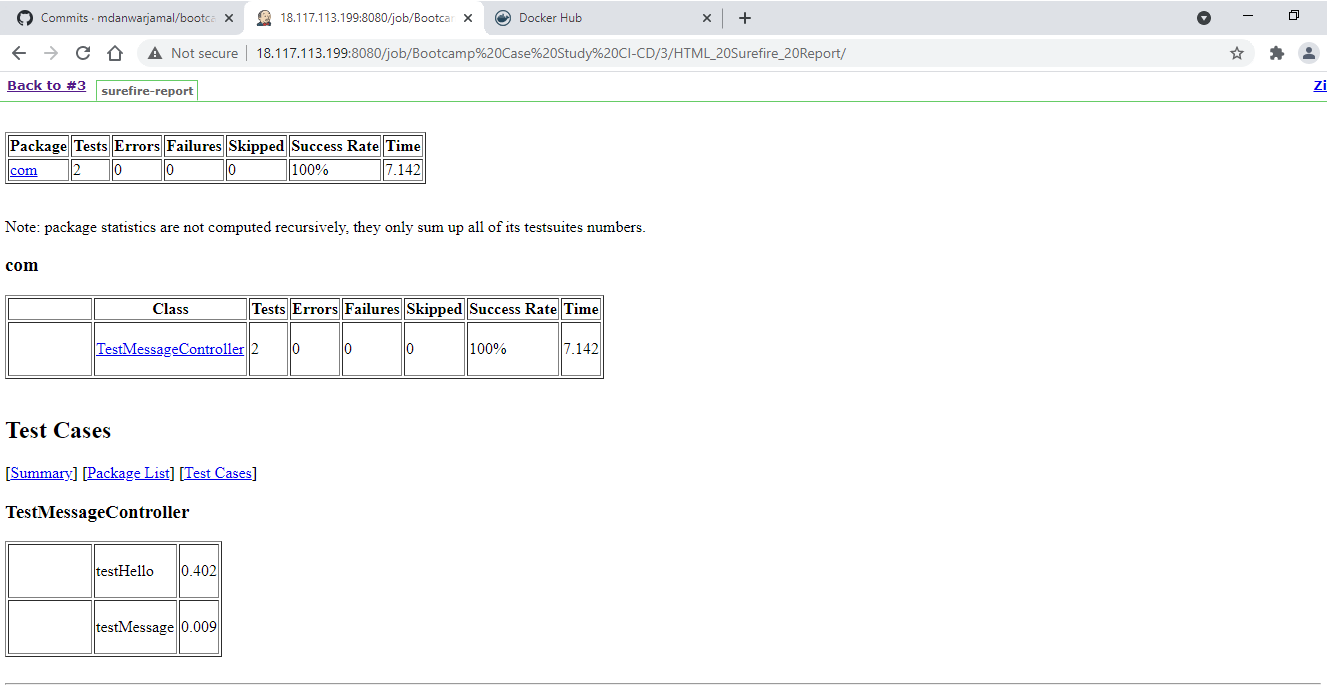 Commits · mdanwarjamal/bootca
18.117.113.199:8080/job/Bootcam
Docker Hub
Not secure
18.117.113.199:8080/job/Bootcamp%20Case%20Study%20CI-CD/3/HTML_20Surefire_20Report/
Back to #3 surefire-report Zi
Package Tests Errors Failures Skipped Success Rate Time
com 2 0 0 0 100% 7.142
Note: package statistics are not computed recursively, they only sum up all of its testsuites numbers.
com
Class Tests Errors Failures Skipped Success Rate Time
TestMessageController 2 0 0 0 100% 7.142
Test Cases
[Summary] [Package List] [Test Cases]
TestMessageController
testHello 0.402
testMessage 0.009